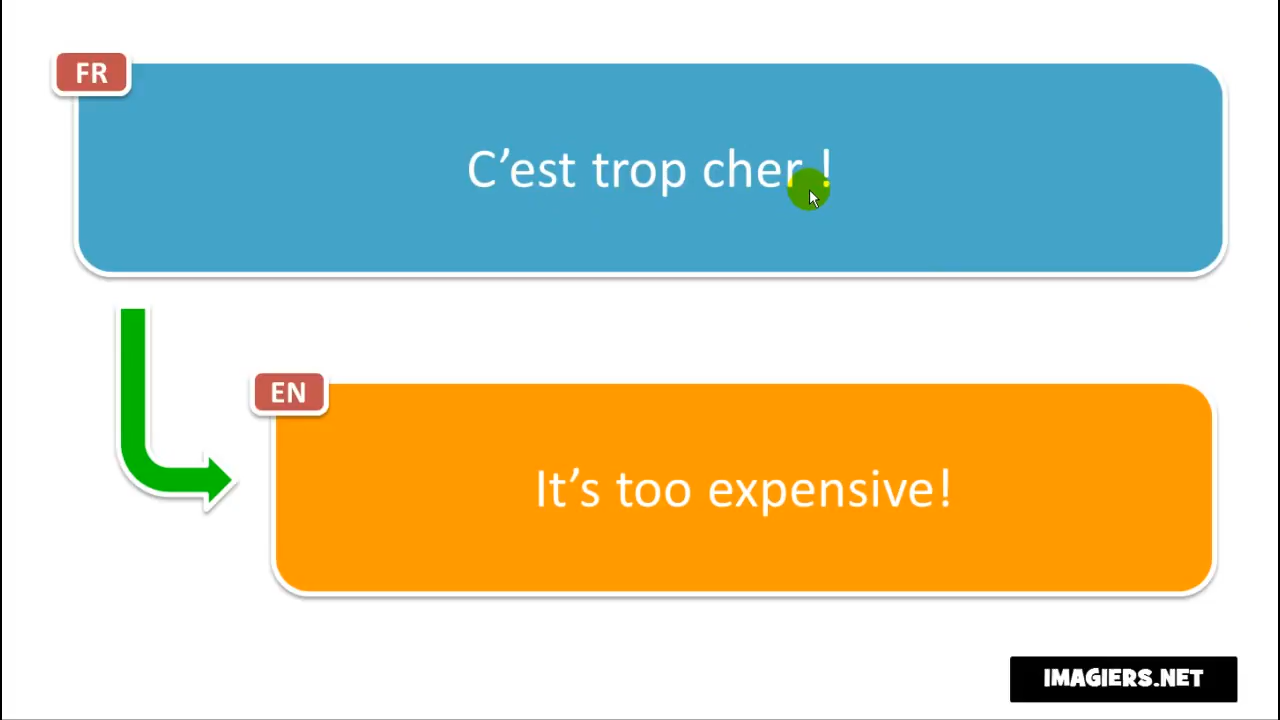 FR
C’est trop cher !
EN
It’s too expensive!
IMAGIERS.NET